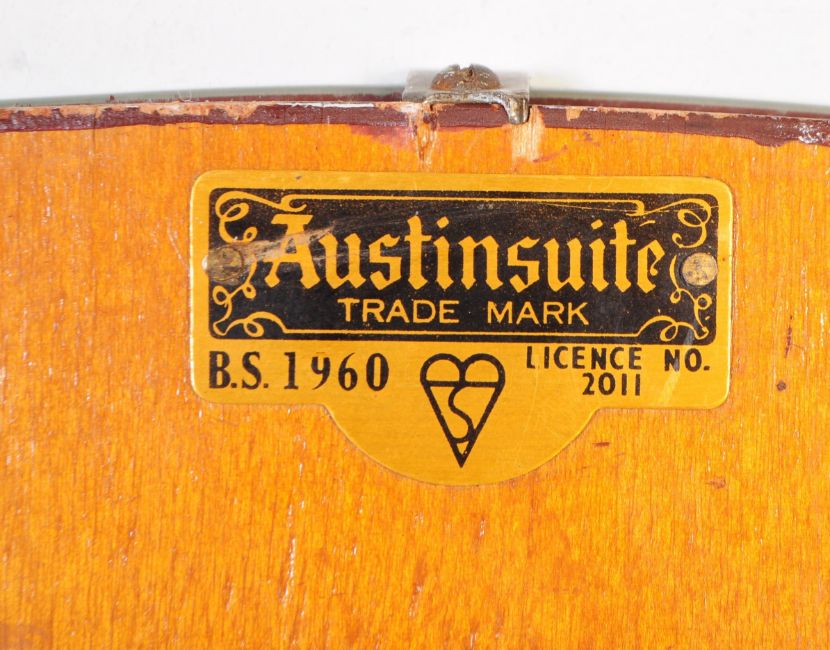 Austinsuite
TRADE MARK
B.S. 1960
LICENCE NO.
2011